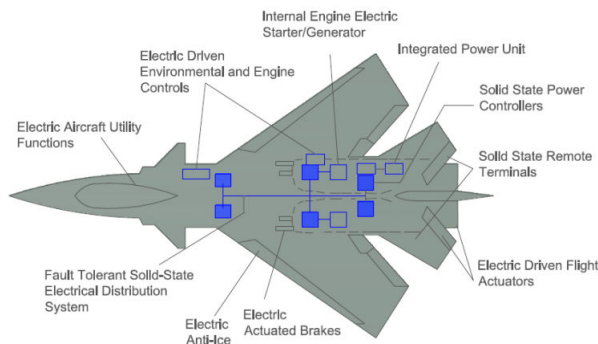 Internal Engine Electric
Starter/Generator
Electric Driven
Environmental and Engine
Controls
Integrated Power Unit
Solid State Power
Controllers
Electric Aircraft Utility
Functions
Solid State Remote
Terminals
Fault Tolerant Solld-State
Electrical Distribution
System
Electric
Anti-Ice
Electric
Actuated Brakes
Electric Driven Flight
Actuators